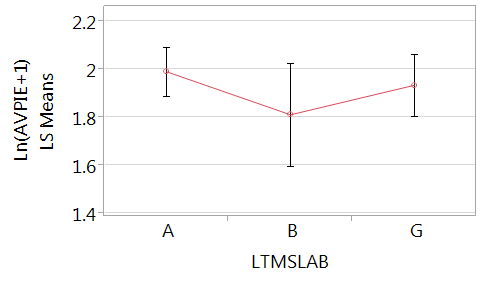 Ln(AVPIE+1)
LS Means
2.2
2
1.8
1.6
1.4
A B G
LTMSLAB